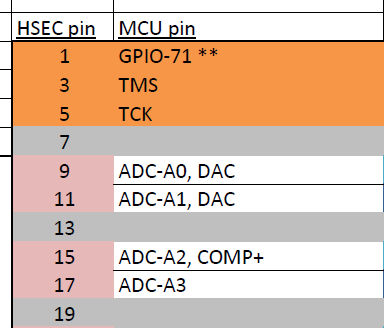 HSEC pin MCU pin
1 GPIO-71 **
3 TMS
5 TCK
7
9 ADC-A0, DAC
11 ADC-A1, DAC
13
15 ADC-A2, COMP+
17 ADC-A3
19